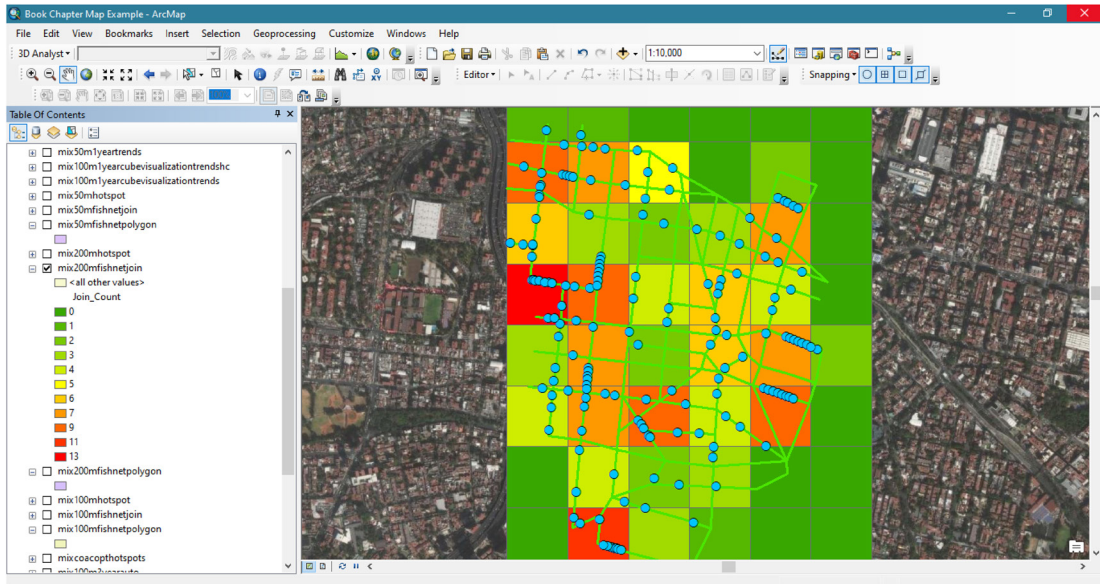 Book Chapter Map Example - ArcMap
File Edit View Bookmarks Insert Selection Geoprocessing Customize Windows Help
3D Analyst 1:10,000
Editor Snapping
Table Of Contents
mix50m1yeartrends
mix100m1yearcubevisualizationtrendshc
mix100m1yearcubevisualizationtrends
mix50mhotspot
mix50mfishnetjoin
mix50mfishnetpolygon
mix200mhotspot
mix200mfishnetjoin
<all other values>
Join_Count
0
1
2
3
4
5
6
7
9
11
13
mix200mfishnetpolygon
mix100mhotspot
mix100mfishnetjoin
mix100mfishnetpolygon
mixcoacopthotspots